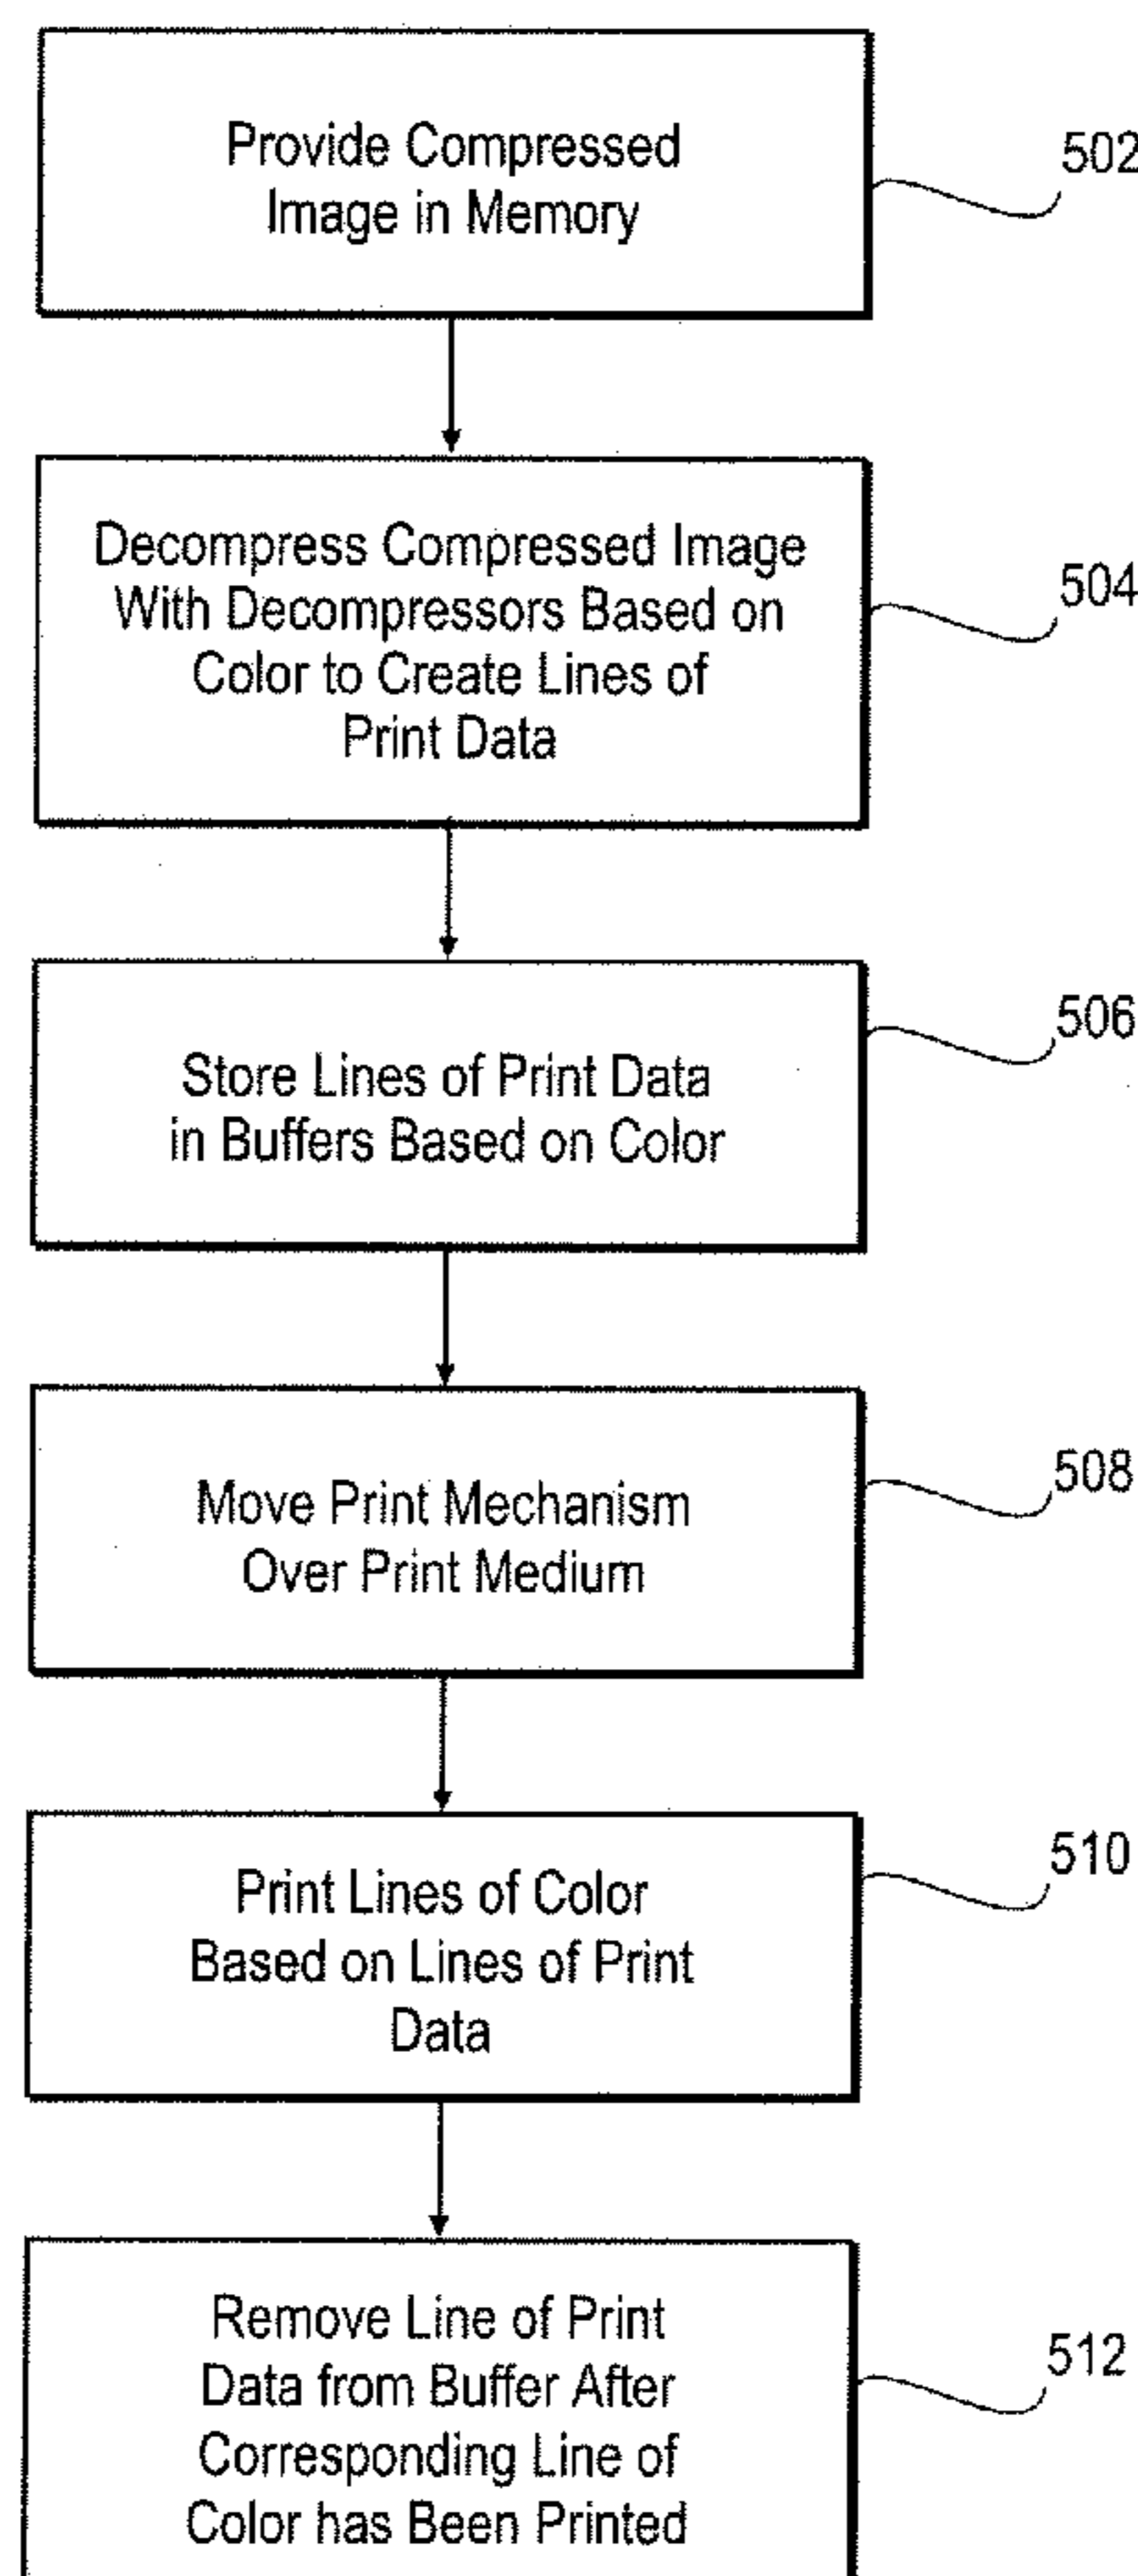 Provide Compressed
Image in Memory
502
Decompress Compressed Image
With Decompressors Based on
Color to Create Lines of
Print Data
504
Store Lines of Print Data
in Buffers Based on Color
506
Move Print Mechanism
Over Print Medium
508
Print Lines of Color
Based on Lines of Print
Data
510
Remove Line of Print
Data from Buffer After
Corresponding Line of
Color has Been Printed
512